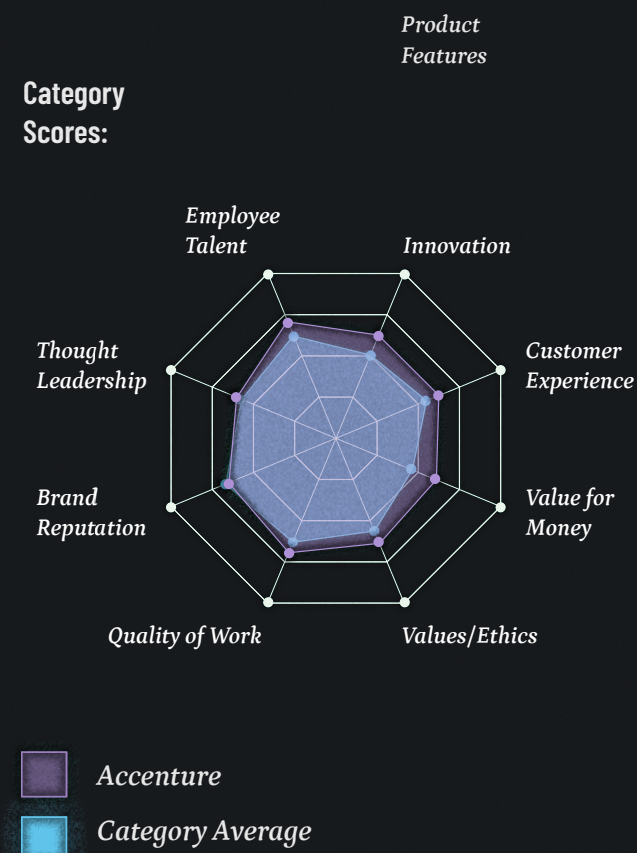 Product
Features
Category
Scores:
Employee
Talent
Innovation
Thought
Leadership
Customer
Experience
Brand
Reputation
Value for
Money
Quality of Work
Values/Ethics
Accenture
Category Average